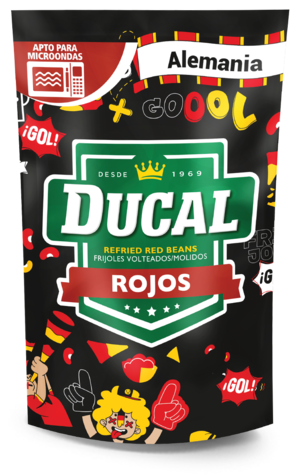 APTO PARA
MICROONDAS
Alemania
GOOOL
¡GOL!
DESDE 1969
DUCAL
REFRIED RED BEANS
FRIJOLES VOLTEADOS/MOLIDOS
ROJOS
¡GOL!